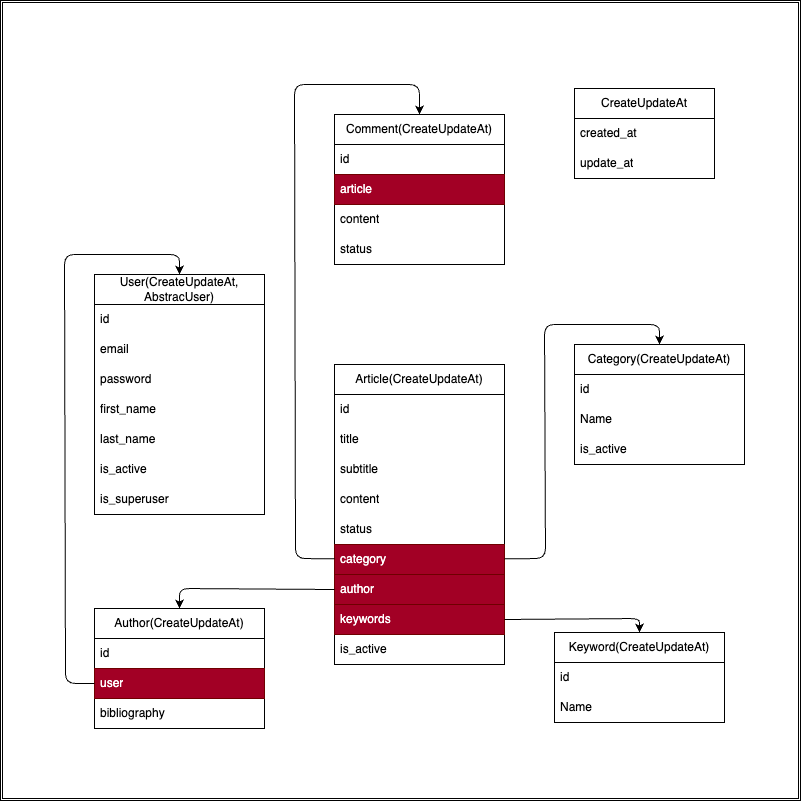 CreateUpdateAt
created_at
update_at
Comment(CreateUpdateAt)
id
article
content
status
User(CreateUpdateAt,
AbstracUser)
id
email
password
first_name
last_name
is_active
is_superuser
Article(CreateUpdateAt)
id
title
subtitle
content
status
category
author
keywords
is_active
Category(CreateUpdateAt)
id
Name
is_active
Author(CreateUpdateAt)
id
user
bibliography
Keyword(CreateUpdateAt)
id
Name